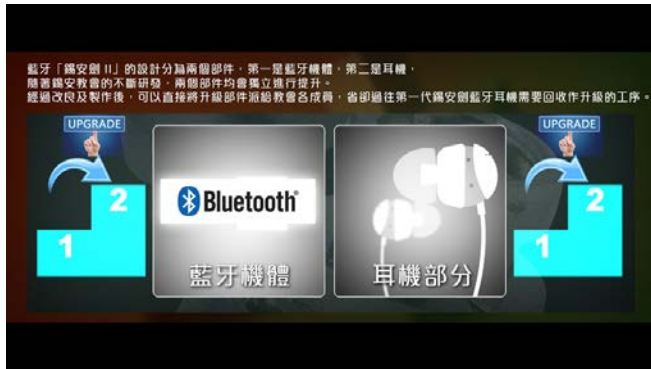 藍牙「錫安劍 II」的設計分為兩個部件，第一是藍牙機體，第二是耳機，
隨著錫安教會的不斷研發，兩個部件均會獨立進行提升。
經過改良及製作後，可以直接將升級部件派給教會各成員，省卻過往第一代錫安劍藍牙耳機需要回收作升級的工序。
UPGRADE
UPGRADE
2
1
Bluetooth®
2
1
藍牙機體
耳機部分